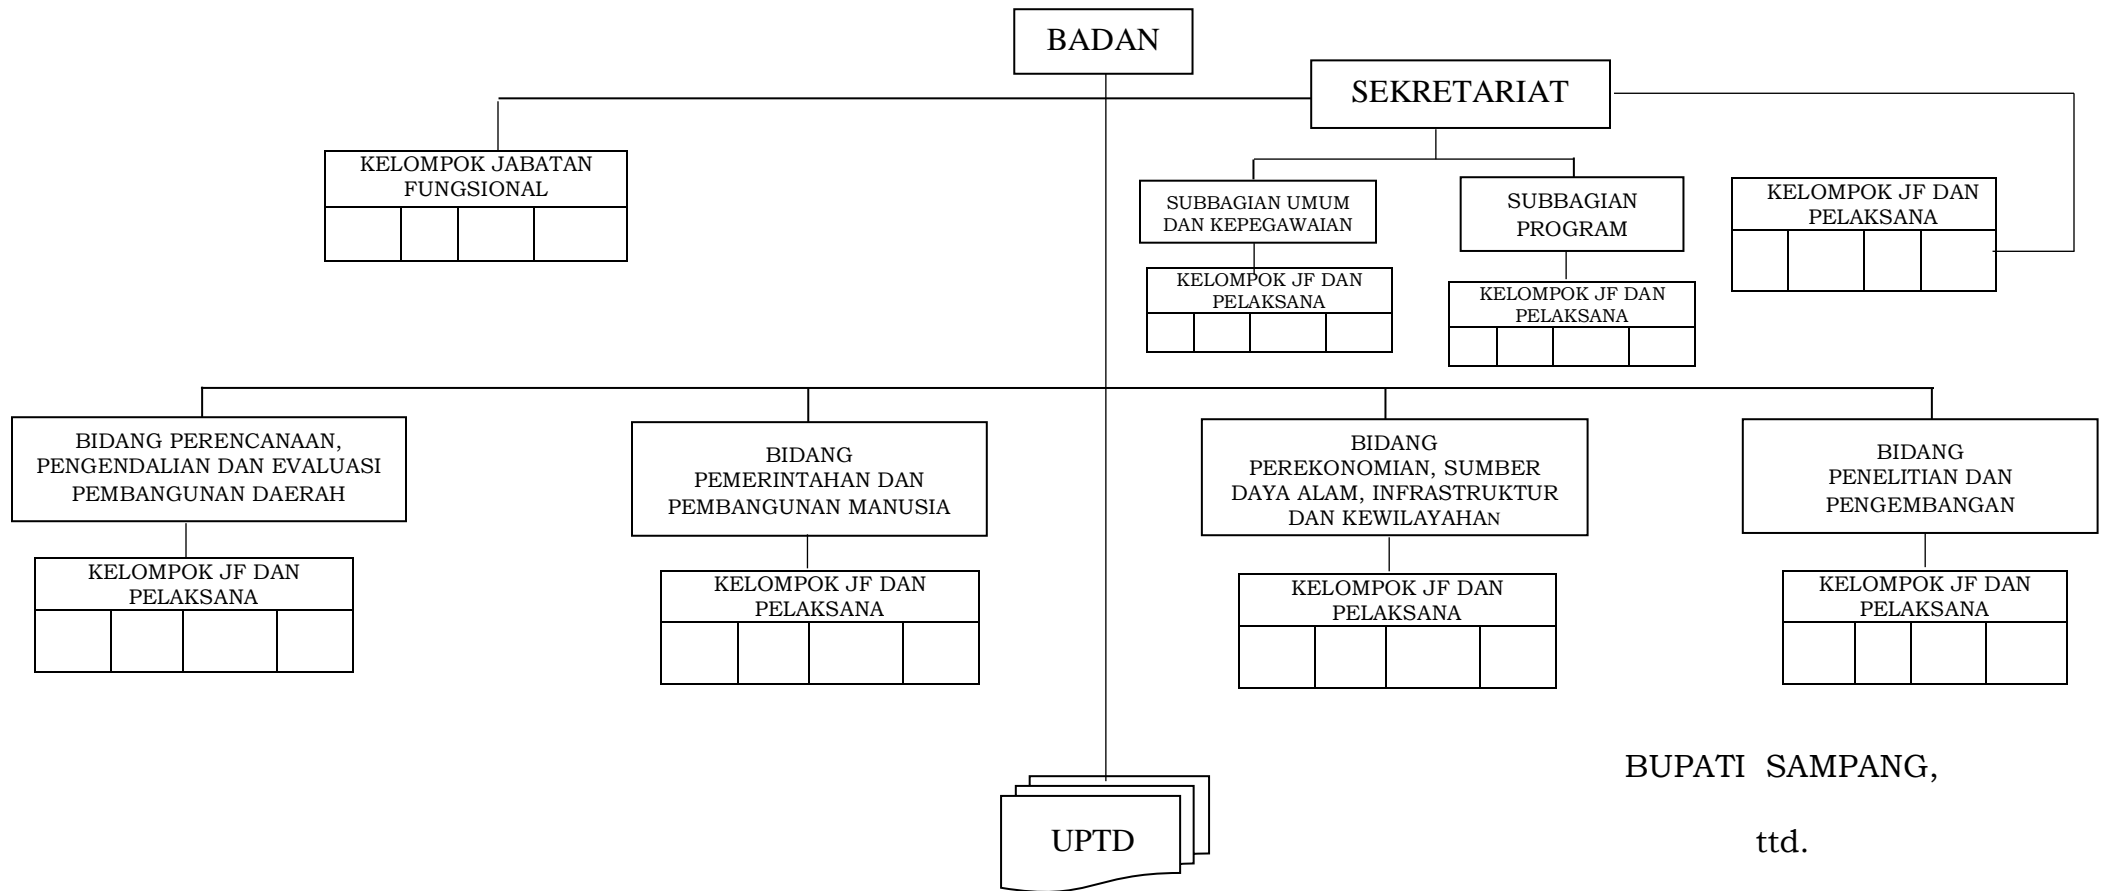 BADAN
SEKRETARIAT
KELOMPOK JABATAN
FUNGSIONAL
SUBBAGIAN UMUM
DAN KEPEGAWAIAN
SUBBAGIAN
PROGRAM
KELOMPOK JF DAN
PELAKSANA
KELOMPOK JF DAN
PELAKSANA
KELOMPOK JF DAN
PELAKSANA
BIDANG PERENCANAAN,
PENGENDALIAN DAN EVALUASI
PEMBANGUNAN DAERAH
BIDANG
PEMERINTAHAN DAN
PEMBANGUNAN MANUSIA
BIDANG
PEREKONOMIAN, SUMBER
DAYA ALAM, INFRASTRUKTUR
DAN KEWILAYAHAN
BIDANG
PENELITIAN DAN
PENGEMBANGAN
KELOMPOK JF DAN
PELAKSANA
KELOMPOK JF DAN
PELAKSANA
KELOMPOK JF DAN
PELAKSANA
KELOMPOK JF DAN
PELAKSANA
BUPATI SAMPANG,
UPTD
ttd.